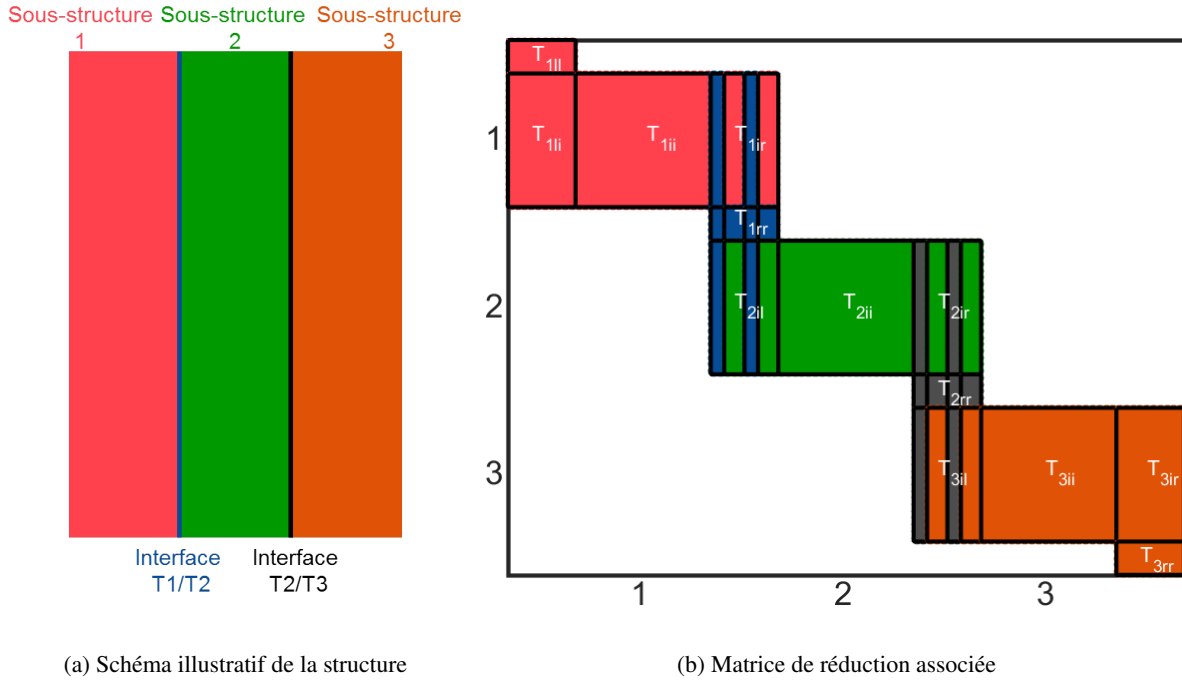 Sous-structure Sous-structure Sous-structure
1 2 3
Interface Interface
T1/T2 T2/T3
(a) Schéma illustratif de la structure
T1ll
1 T1li T1ii T1ir
T1rr
2 T2il T2ii T2ir
T2rr
3 T3il T3ii T3ir
T3rr
1 2 3
(b) Matrice de réduction associée